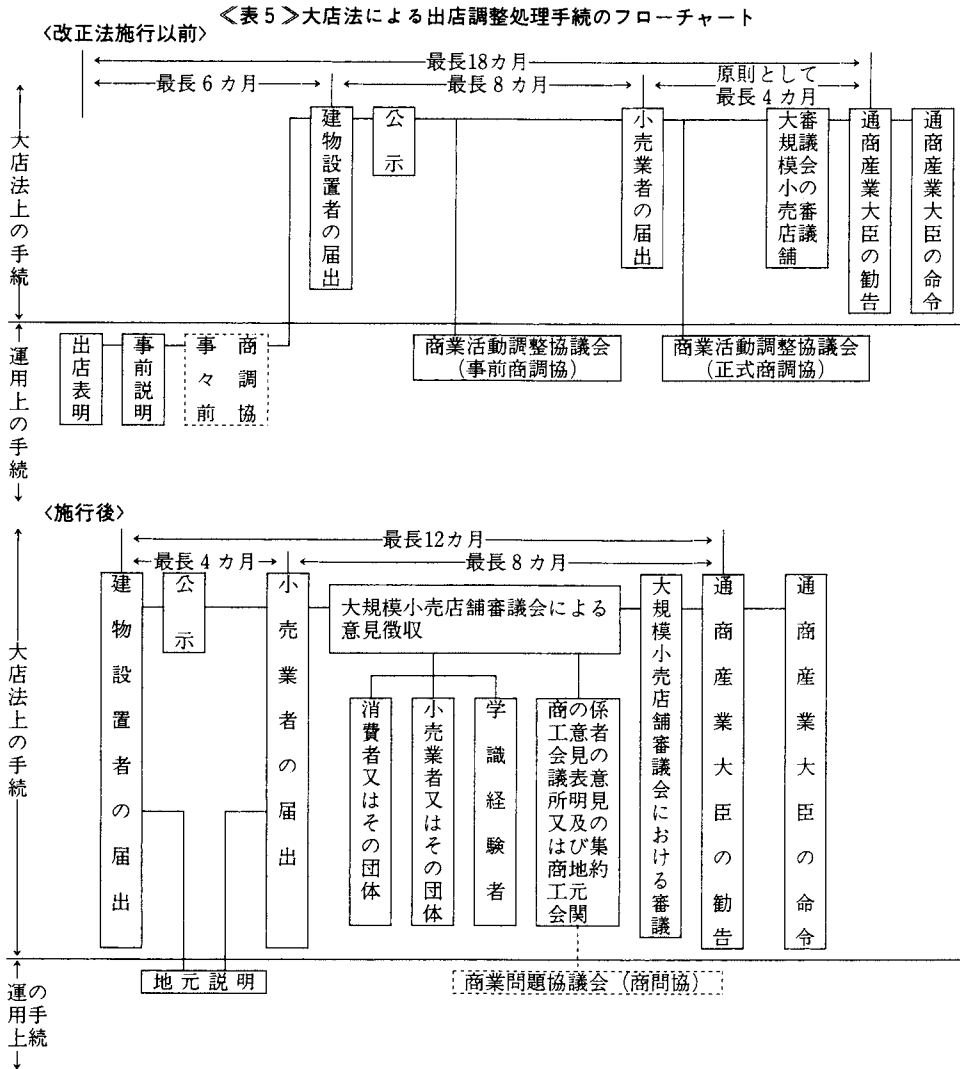 ≪表5≫大店法による出店調整処理手続のフローチャート
〈改正法施行以前〉
最長18カ月
最長6カ月
最長8カ月
原則として
最長4カ月
大店法上の手続
建物設置者の届出
公示
小売業者の届出
大規模小売店舗
審議会の審議
通商産業大臣の勧告
通商産業大臣の命令
運用上の手続
出店表明
事前説明
事々前
商調協
商業活動調整協議会
(事前商調協)
商業活動調整協議会
(正式商調協)
〈施行後〉
最長12カ月
最長4カ月
最長8カ月
大店法上の手続
建物設置者の届出
公示
小売業者の届出
大規模小売店舗審議会による
意見徴収
消費者又はその団体
小売業者又はその団体
学識経験者
商工会議所又は商工会
の意見表明及び地元関
係者の意見の集約
大規模小売店舗審議会における審議
通商産業大臣の勧告
通商産業大臣の命令
運用上
の手続
地元説明
商業問題協議会(商問協)